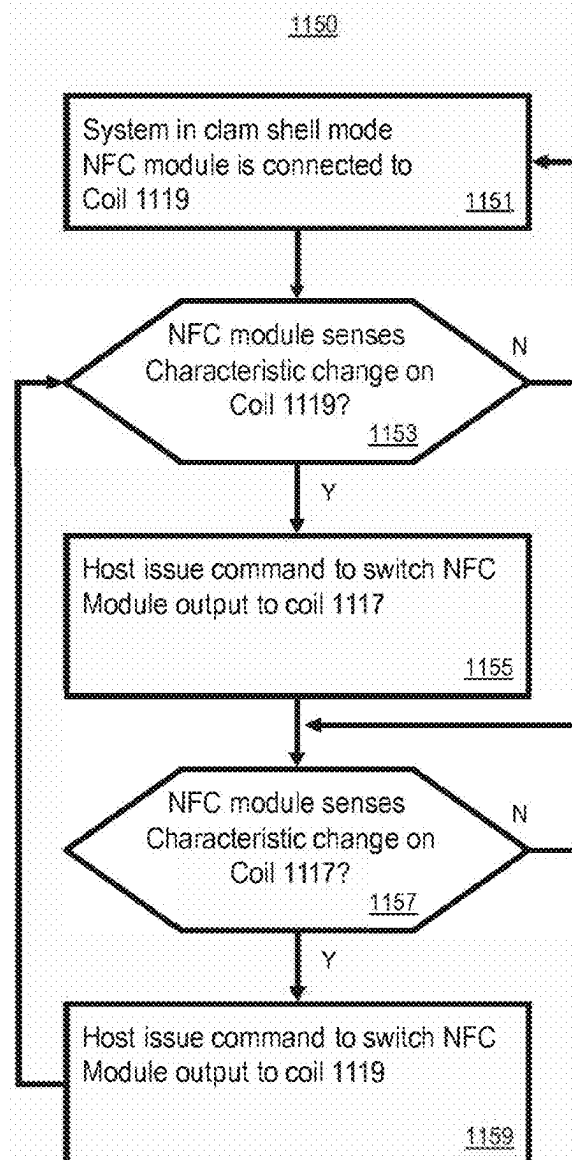 1150
System in clam shell mode
NFC module is connected to
Coil 1119
1151
NFC module senses
Characteristic change on
Coil 1119?
1153
N
Y
Host issue command to switch NFC
Module output to coil 1117
1155
NFC module senses
Characteristic change on
Coil 1117?
1157
N
Y
Host issue command to switch NFC
Module output to coil 1119
1159